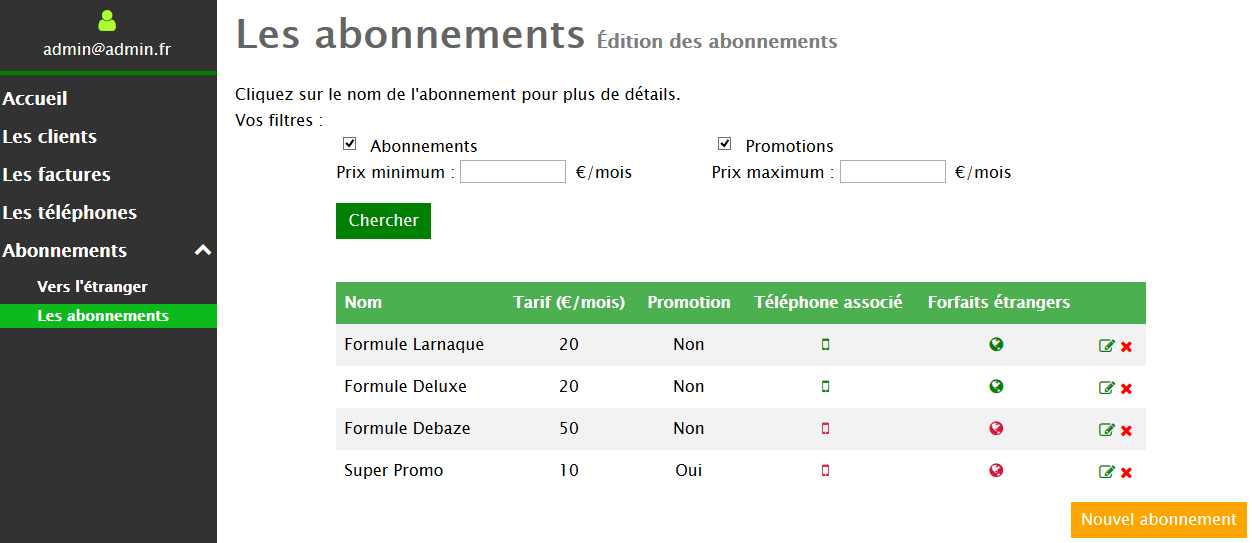 admin@admin.fr
Accueil
Les clients
Les factures
Les téléphones
Abonnements
Vers l'étranger
Les abonnements
Les abonnements Édition des abonnements
Cliquez sur le nom de l'abonnement pour plus de détails.
Vos filtres :
Abonnements Promotions
Prix minimum : €/mois Prix maximum : €/mois
Chercher
Nom Tarif (€/mois) Promotion Téléphone associé Forfaits étrangers
Formule Larnaque 20 Non
Formule Deluxe 20 Non
Formule Debaze 50 Non
Super Promo 10 Oui
Nouvel abonnement